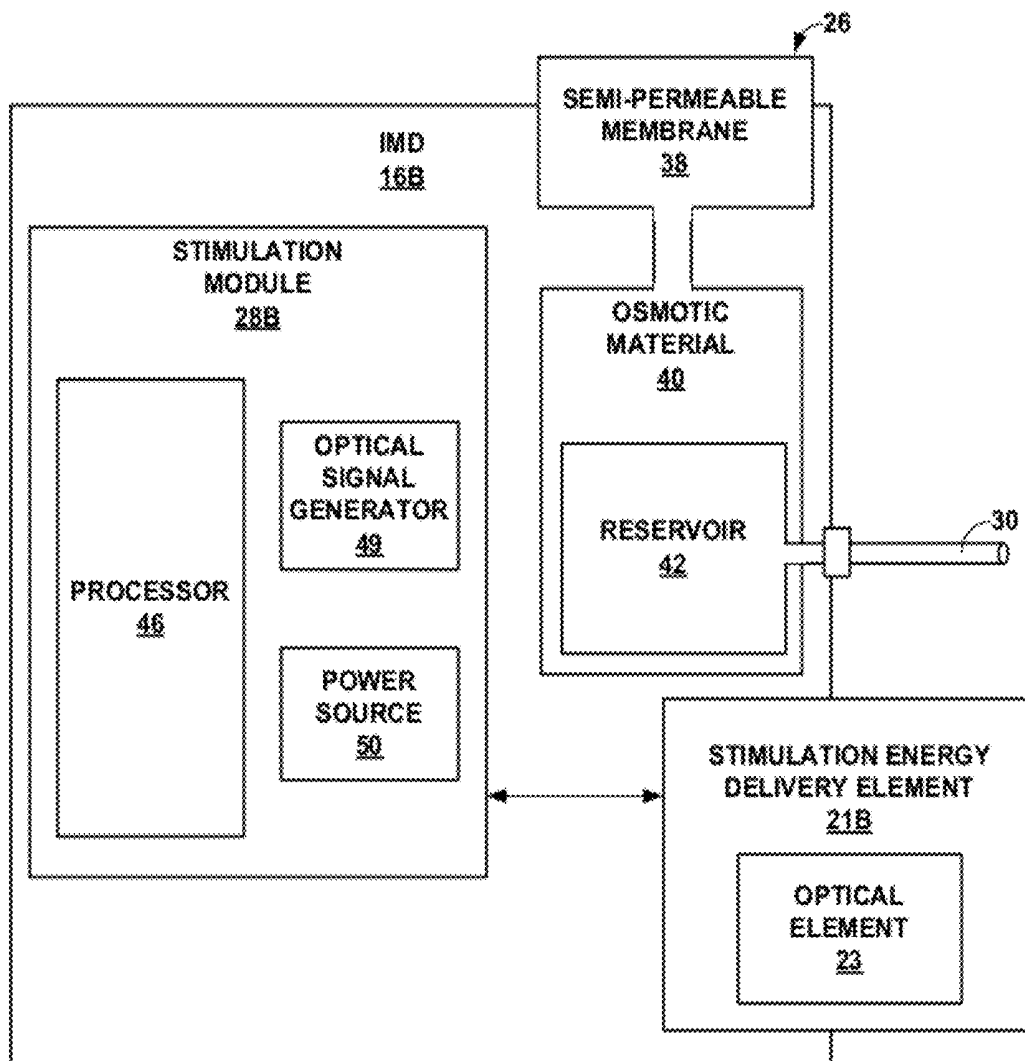 26
SEMI-PERMEABLE
MEMBRANE
38
IMD
16B
STIMULATION
MODULE
28B
OSMOTIC
MATERIAL
40
OPTICAL
SIGNAL
GENERATOR
49
RESERVOIR
42
30
PROCESSOR
46
POWER
SOURCE
50
STIMULATION ENERGY
DELIVERY ELEMENT
21B
OPTICAL
ELEMENT
23